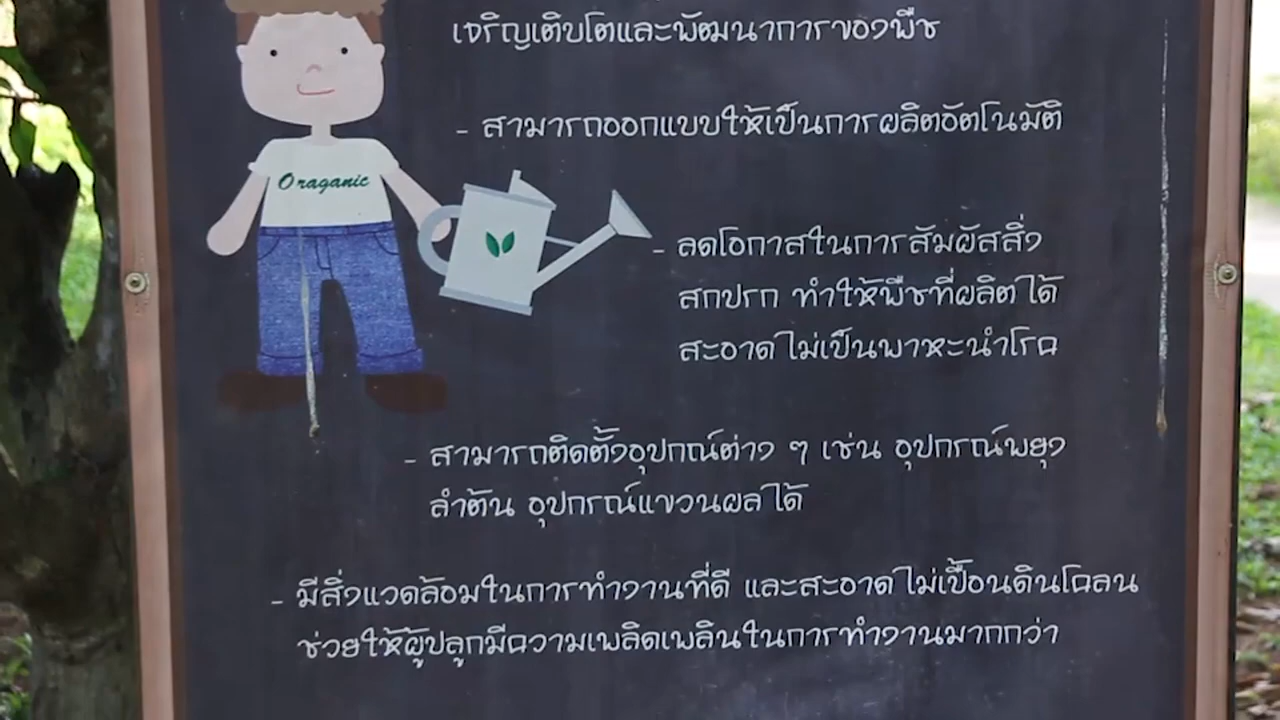 เจริญเติบโตและพัฒนาการของพืช
- สามารถออกแบบให้เป็นการผลิตอัตโนมัติ
Oraganic
- ลดโอกาสในการสัมผัสสิ่ง
สกปรก ทำให้พืชที่ผลิตได้
สะอาดไม่เป็นพาหะนำโรค
- สามารถติดตั้งอุปกณ์ต่าง ๆ เช่น อุปกรณ์พยุง
ลำต้น อุปกรณ์แขวนผลได้
- มีสิ่งแวดล้อมในการทำงานที่ดี และสะอาดไม่เปื้อนดินโคลน
ช่วยให้ผู้ปลูกมีความเพลิดเพลินในการทำงานมากกว่า